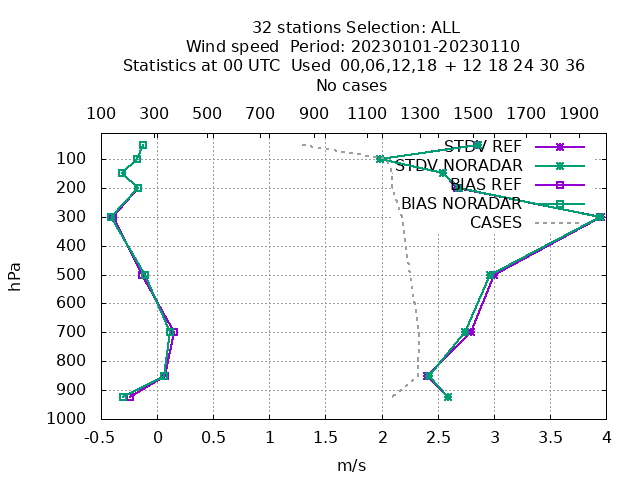 32 stations Selection: ALL
Wind speed  Period: 20230101-20230110
Statistics at 00 UTC  Used  00,06,12,18  + 12 18 24 30 36
No cases
100 300 500 700 900 1100 1300 1500 1700 1900
STDV REF
STDV NORADAR
BIAS REF
BIAS NORADAR
CASES
hPa
100
200
300
400
500
600
700
800
900
1000
-0.5 0 0.5 1 1.5 2 2.5 3 3.5 4
m/s